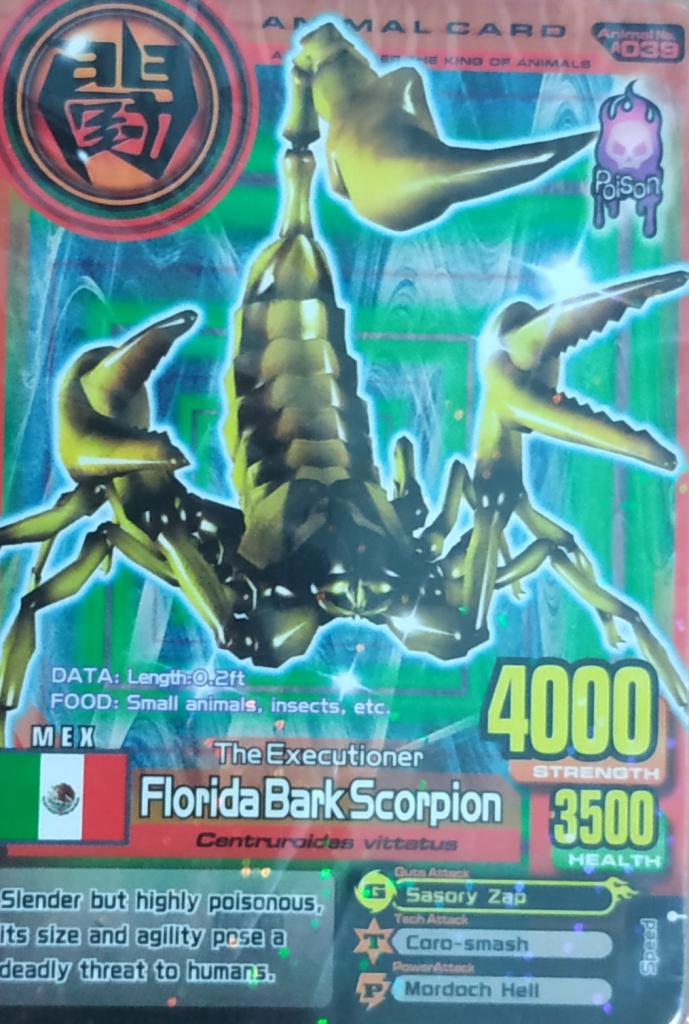 ANIMAL CARD
THE KING OF ANIMALS
Animal No.
A039
闘
Poison
DATA: Length:0.2ft
FOOD: Small animals, insects, etc.
4000
STRENGTH
MEX
The Executioner
Florida Bark Scorpion
Centruroides vittatus
3500
HEALTH
Slender but highly poisonous,
its size and agility pose a
deadly threat to humans.
Guts Attack
G Sasory Zap
Tech Attack
T Coro-smash
Power Attack
P Mordoch Hell
Speed